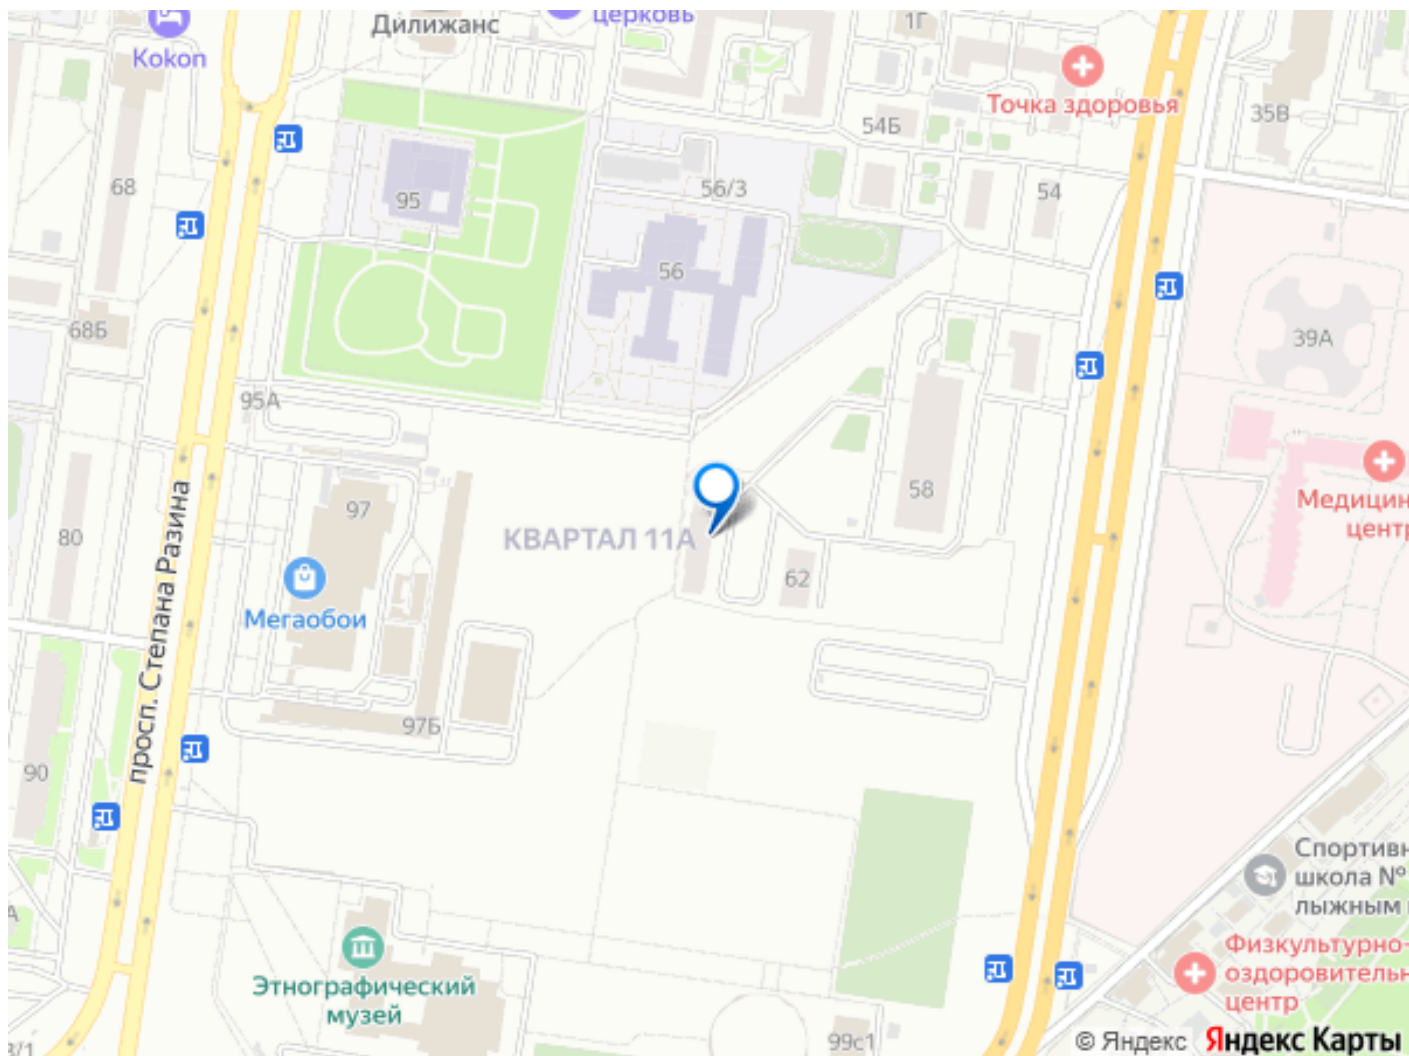 церковь
Дилижанс
1Г
Kokon
Точка здоровья
35В
54Б
68
56/3
54
95
56
68Б
39А
95А
Медицин
центр
58
97
80
КВАРТАЛ 11А
просп. Степана Разина
62
Мегаобои
97Б
90
Спортивн
школа №
лыжным
Физкультурно-
оздоровительн
центр
Этнографический
музей
99с1
© Яндекс Яндекс Карты